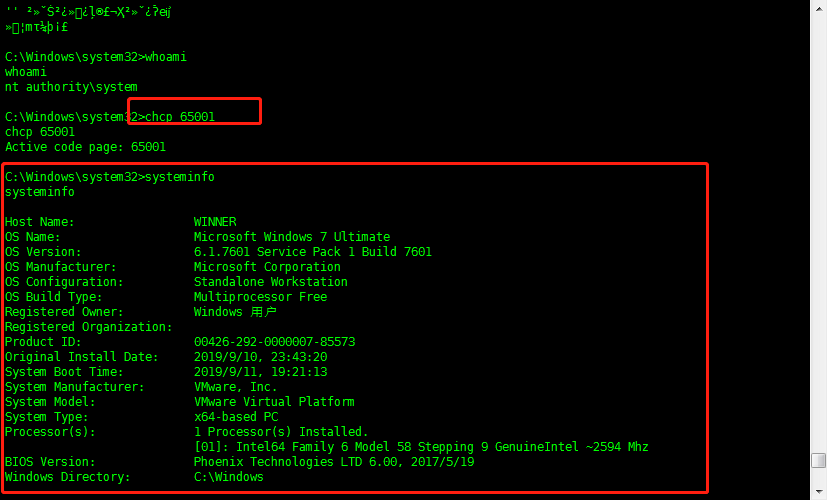 C:\Windows\system32>whoami
whoami
nt authority\system
C:\Windows\system32>chcp 65001
chcp 65001
Active code page: 65001
C:\Windows\system32>systeminfo
systeminfo
Host Name: WINNER
OS Name: Microsoft Windows 7 Ultimate
OS Version: 6.1.7601 Service Pack 1 Build 7601
OS Manufacturer: Microsoft Corporation
OS Configuration: Standalone Workstation
OS Build Type: Multiprocessor Free
Registered Owner: Windows 用户
Registered Organization:
Product ID: 00426-292-0000007-85573
Original Install Date: 2019/9/10, 23:43:20
System Boot Time: 2019/9/11, 19:21:13
System Manufacturer: VMware, Inc.
System Model: VMware Virtual Platform
System Type: x64-based PC
Processor(s): 1 Processor(s) Installed.
[01]: Intel64 Family 6 Model 58 Stepping 9 GenuineIntel ~2594 Mhz
BIOS Version: Phoenix Technologies LTD 6.00, 2017/5/19
Windows Directory: C:\Windows